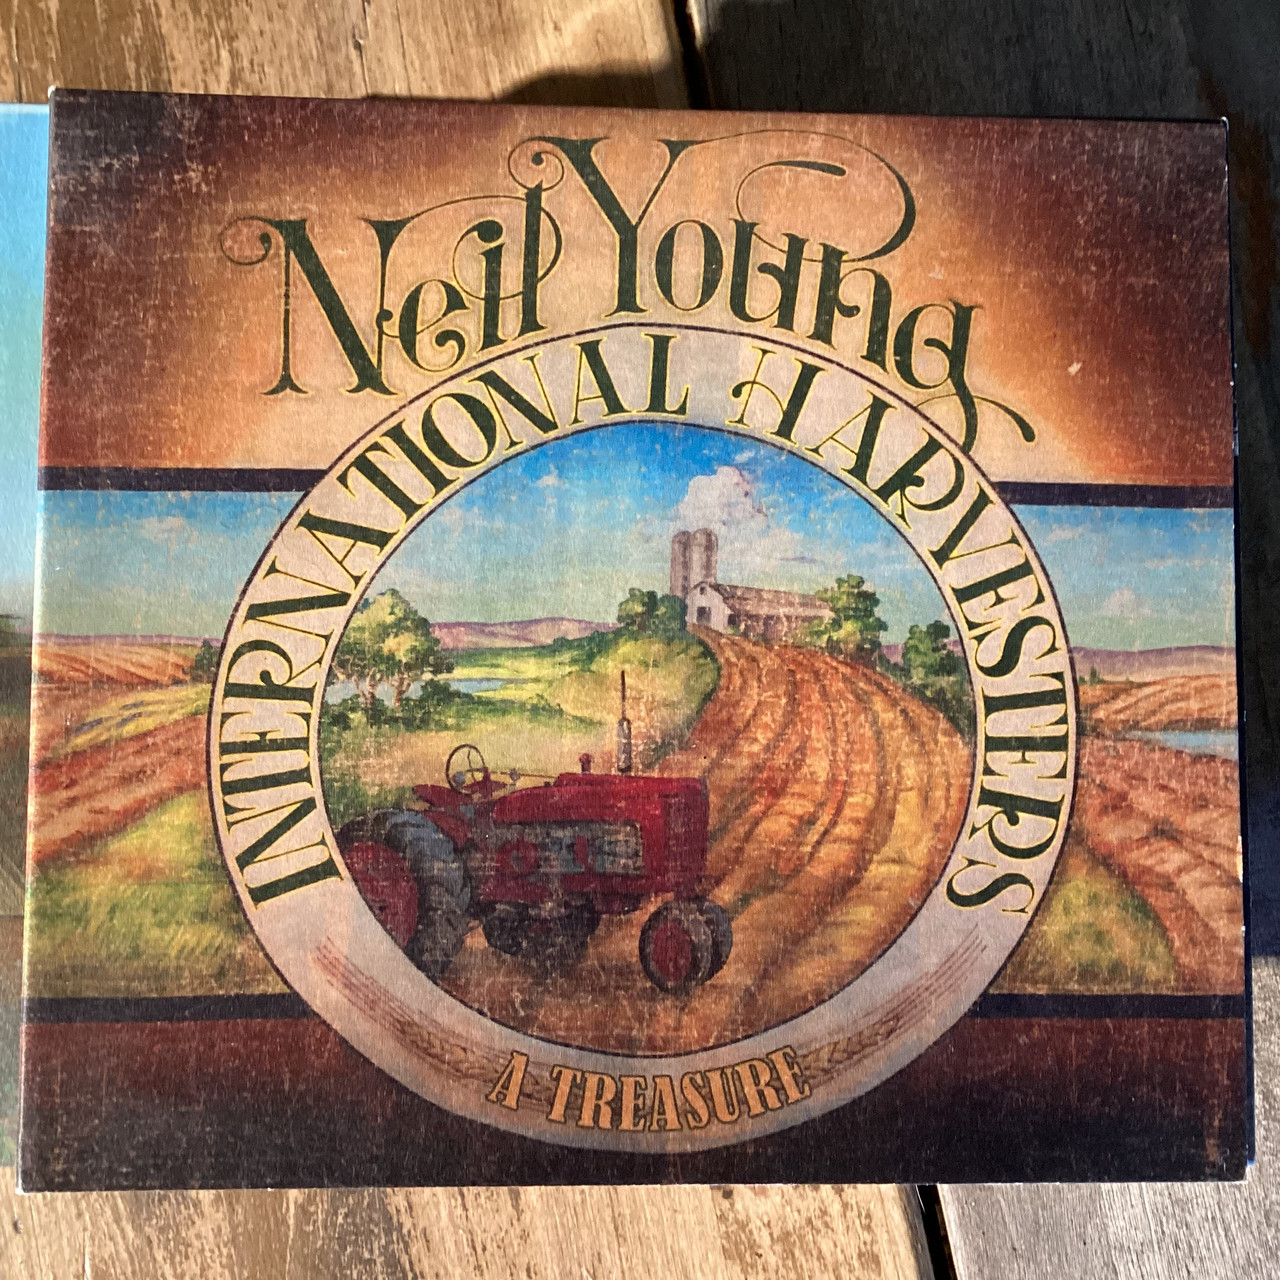 Neil Young
INTERNATIONAL HARVESTERS
A TREASURE